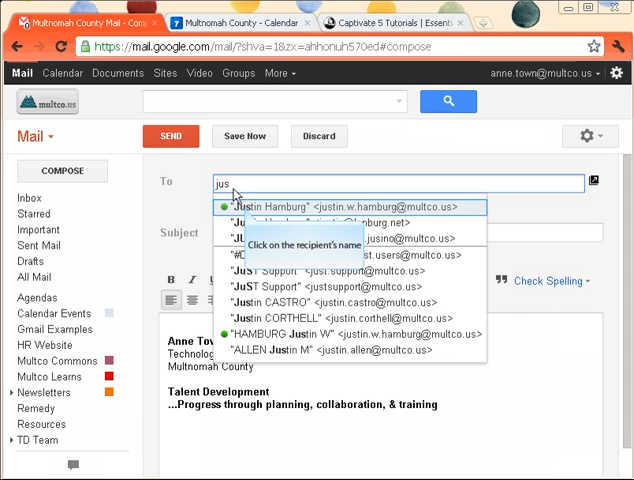 Multnomah County Mail - Co
Multnomah County - Calendar
Captivate 5 Tutorials | Essenti
https://mail.google.com/mail/?shva=1&zx=ahhonuh570ed#compose
Mail Calendar Documents Sites Video Groups More
anne.town@multco.us
multco.us
Mail
SEND Save Now Discard
COMPOSE
To jus
Inbox
Starred
Important
Sent Mail
Drafts
All Mail
Agendas
Calendar Events
Gmail Examples
HR Website
Multco Commons
Multco Learns
Newsletters
Remedy
Resources
TD Team
"Justin Hamburg" <justin.w.hamburg@multco.us>
Subject
Click on the recipient's name
"JuST Support" <just.support@multco.us>
"JuST Support" <justsupport@multco.us>
"Justin CASTRO" <justin.castro@multco.us>
"Justin CORTHELL" <justin.corthell@multco.us>
"HAMBURG Justin W" <justin.w.hamburg@multco.us>
"ALLEN Justin M" <justin.allen@multco.us>
B I
Check Spelling
Anne Tow
Technolog
Multnomah County
Talent Development
...Progress through planning, collaboration, & training